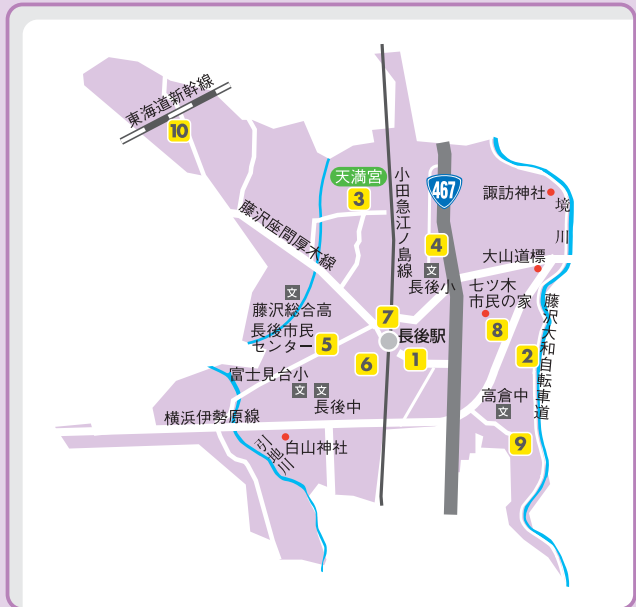 東海道新幹線
10
天満宮
3
小田急江ノ島線
467
諏訪神社
境川
藤沢座間厚木線
4
文
長後小
大山道標
七ツ木
市民の家
8
文
藤沢総合高
長後市民
センター
5
7
長後駅
6
1
2
藤沢大和自転車道
富士見台小
文
文
長後中
高倉中
文
9
横浜伊勢原線
引地川
白山神社